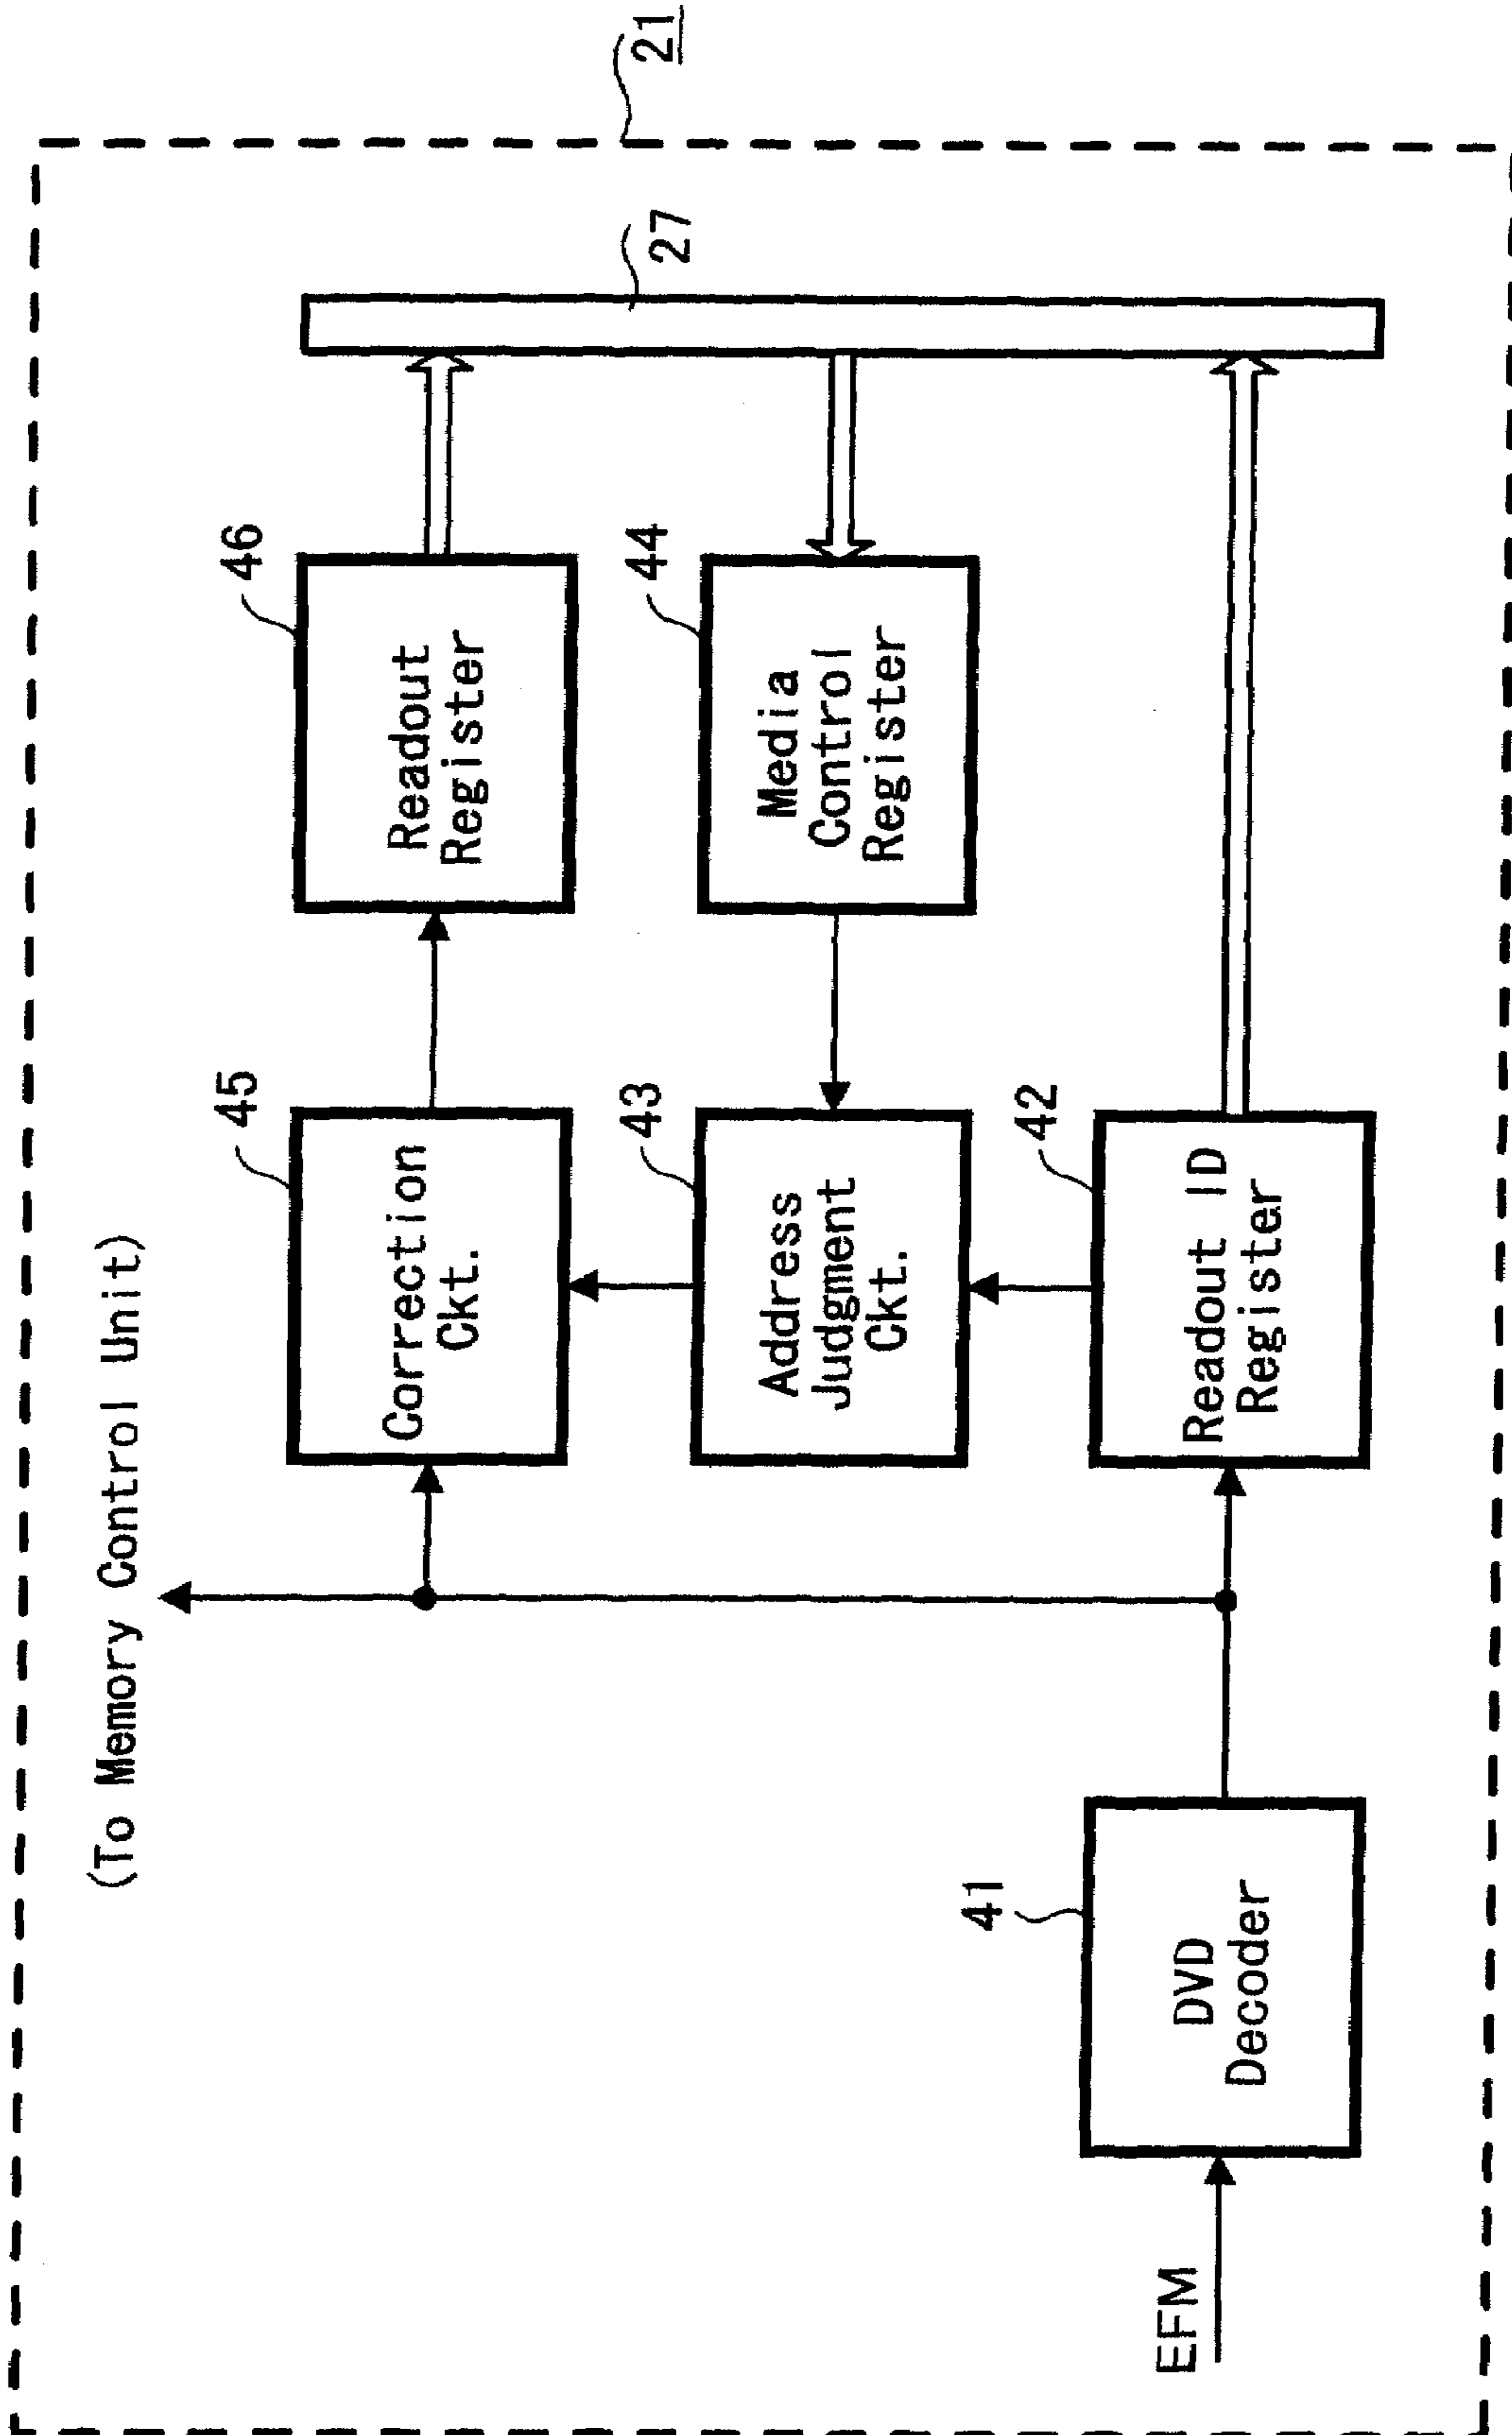 (To Memory Control Unit)
21
45
Correction
Ckt.
46
Readout
Register
27
43
Address
Judgment
Ckt.
44
Media
Control
Register
41
DVD
Decoder
42
Readout ID
Register
EFM